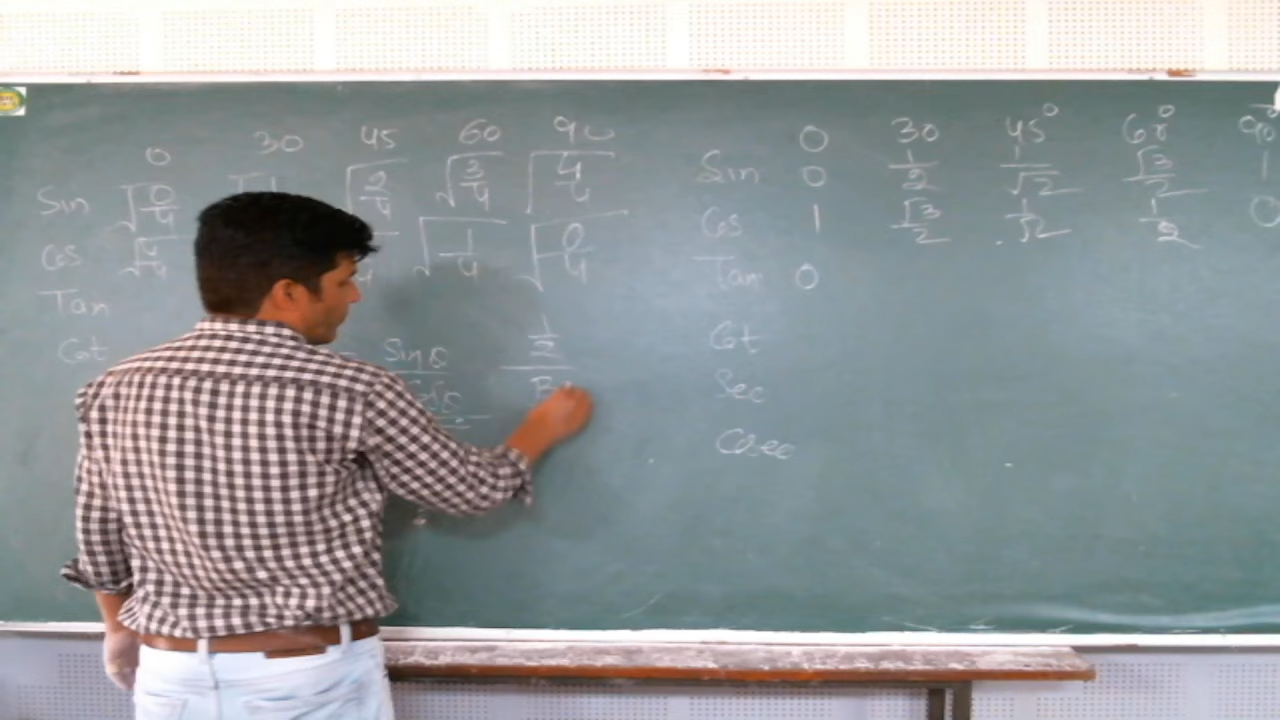 0 30 45 60 90
Sin √0/4 √2/4 √3/4 √4/4
Cos √4/4 √1/4 √0/4
Tan
Cot
Sinθ 1/2
0 30 45° 60° 90°
Sin 0 1/2 1/√2 √3/2 1
Cos 1 √3/2 1/√2 1/2 0
Tan 0
Cot
Sec
Cosec